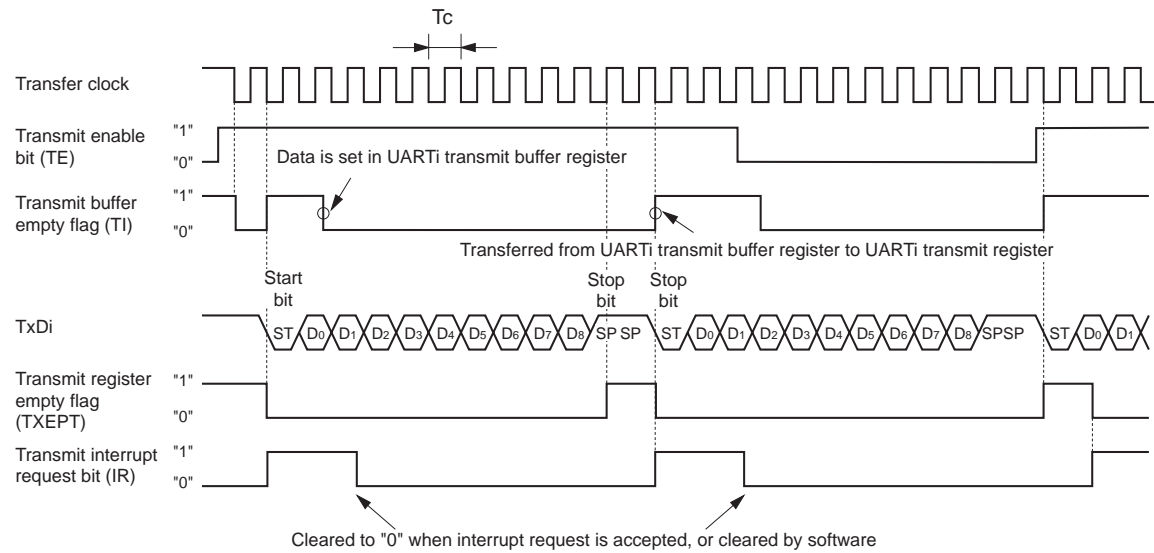 Tc
Transfer clock
Transmit enable
bit (TE)
"1"
"0"
Data is set in UARTi transmit buffer register
Transmit buffer
empty flag (TI)
"1"
"0"
Transferred from UARTi transmit buffer register to UARTi transmit register
Start
bit
Stop
bit
Stop
bit
TxDi
ST D0 D1 D2 D3 D4 D5 D6 D7 D8 SP SP ST D0 D1 D2 D3 D4 D5 D6 D7 D8 SPSP ST D0 D1
Transmit register
empty flag
(TXEPT)
"1"
"0"
Transmit interrupt
request bit (IR)
"1"
"0"
Cleared to "0" when interrupt request is accepted, or cleared by software